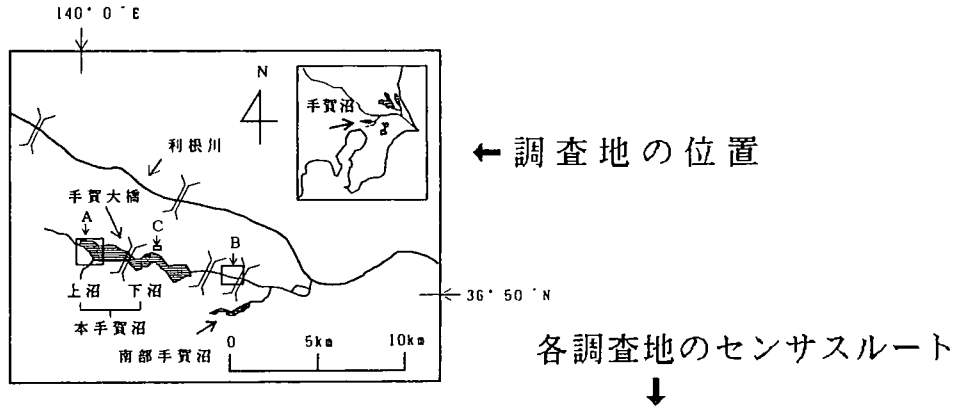 140° 0′E
N
手賀沼
利根川
←調査地の位置
手賀大橋
A
C
B
上沼
下沼
本手賀沼
36° 50′N
南部手賀沼
0
5km
10km
各調査地のセンサスルート
↓